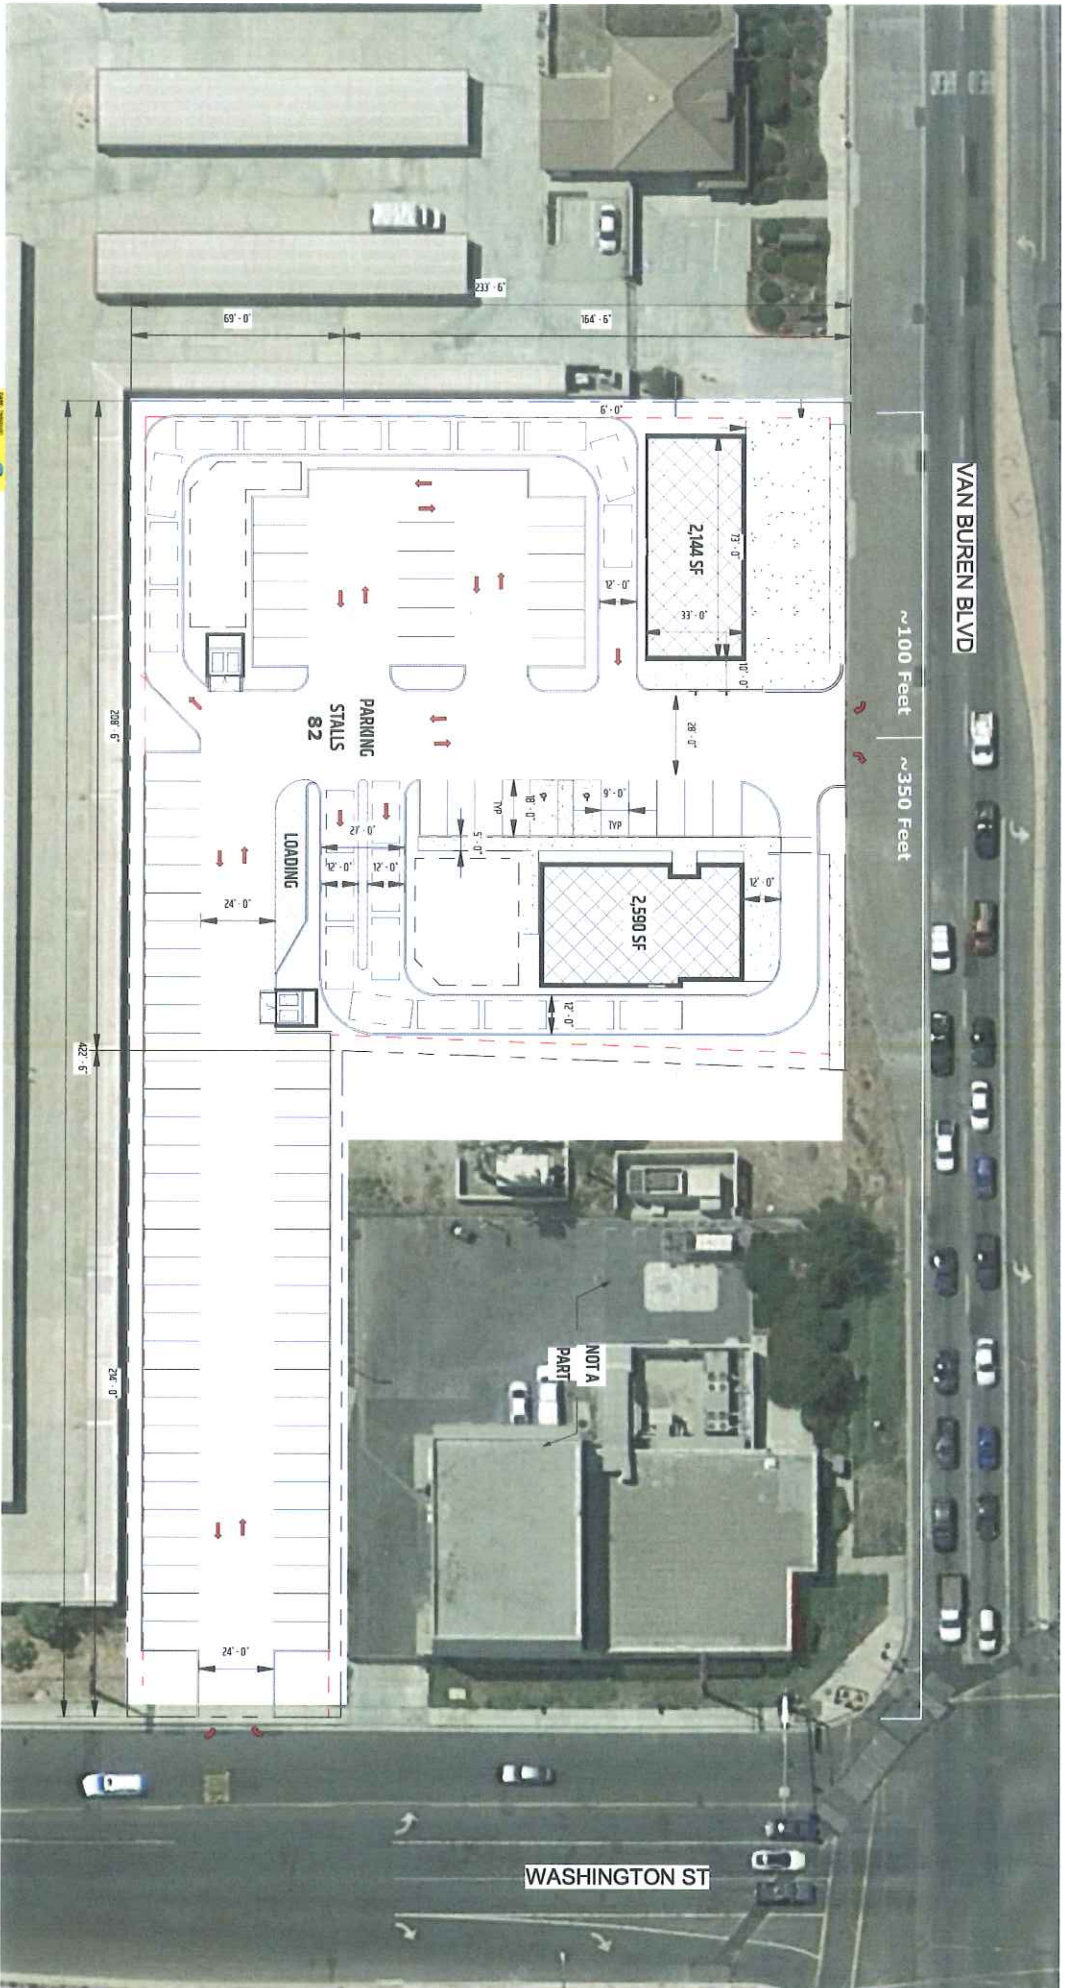 VAN BUREN BLVD
~100 Feet
~350 Feet
233' - 6"
69' - 0"
164' - 6"
6' - 0"
2,144 SF
73' - 0"
33' - 0"
12' - 0"
10' - 0"
28' - 0"
PARKING
STALLS
82
208' - 6"
LOADING
24' - 0"
27' - 0"
12' - 0"
12' - 0"
5' - 0"
18' - 0"
TYP
9' - 0"
TYP
2,590 SF
12' - 0"
12' - 0"
422' - 6"
214' - 0"
NOT A
PART
24' - 0"
WASHINGTON ST